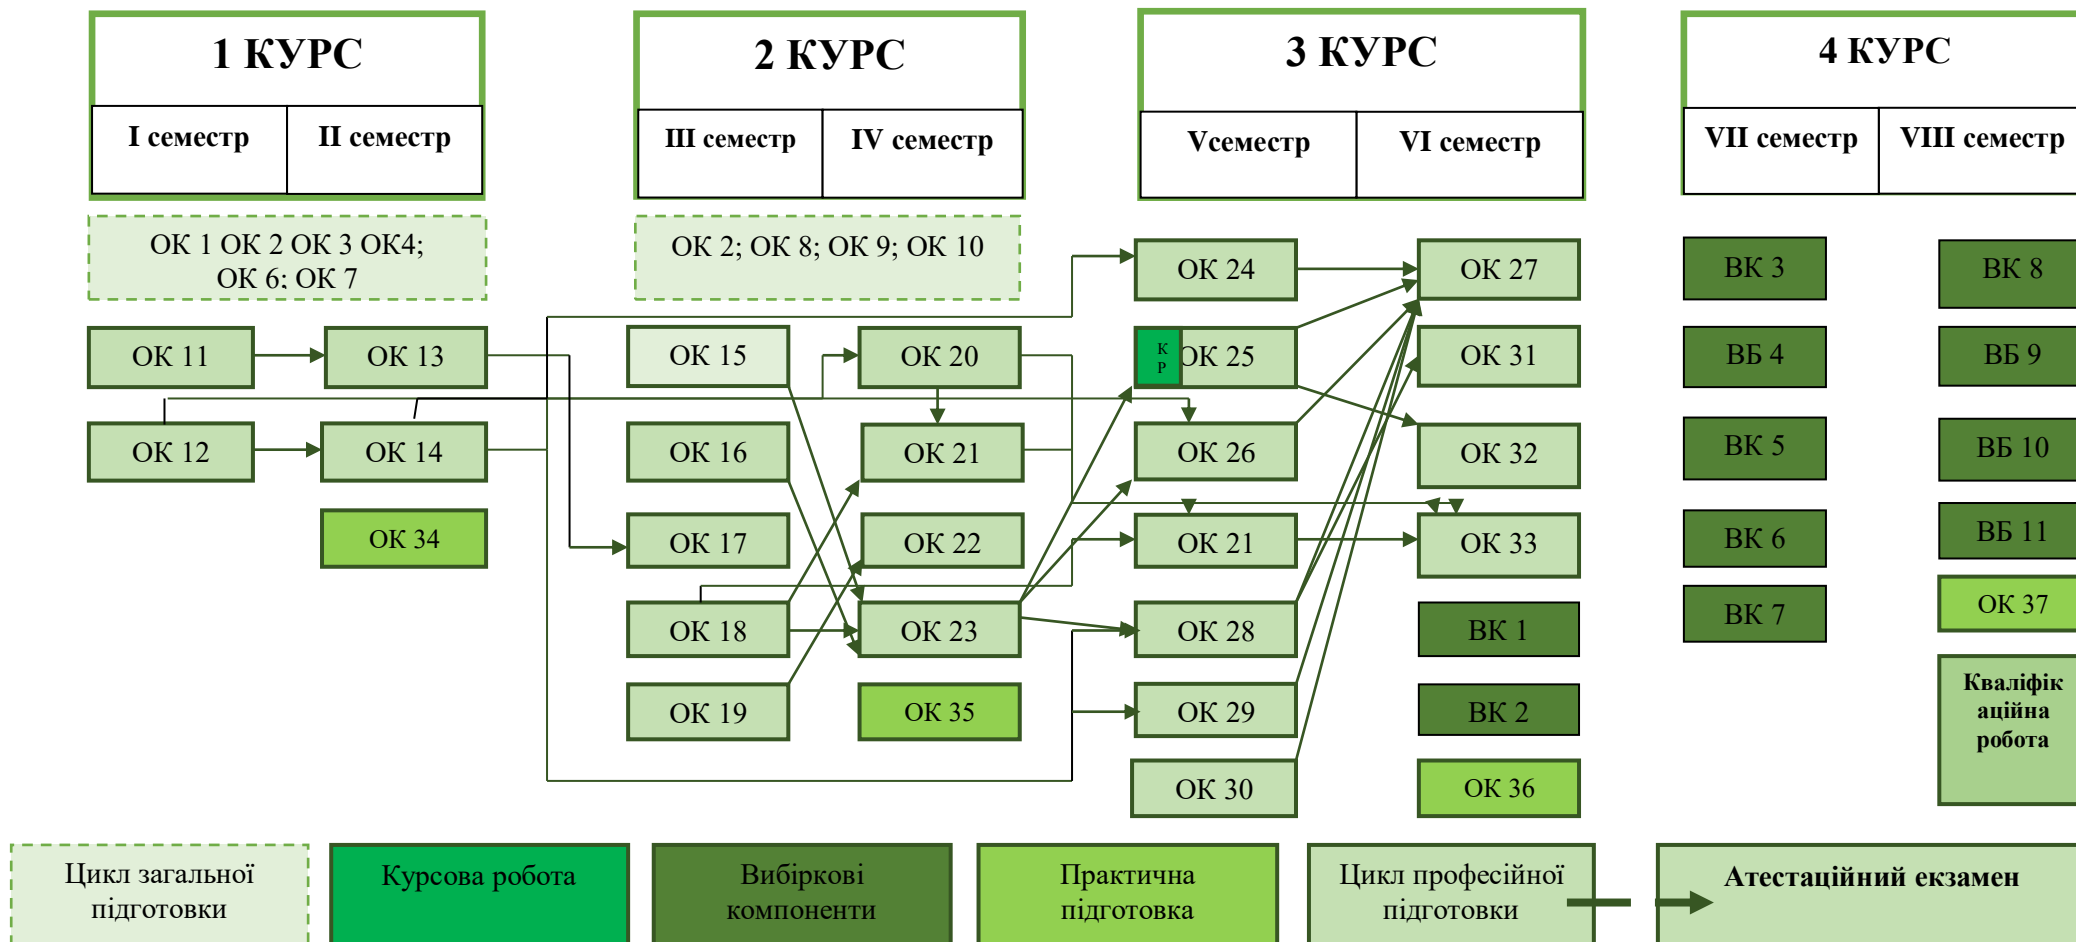 1 КУРС
2 КУРС
3 КУРС
4 КУРС
I семестр
II семестр
III семестр
IV семестр
Vсеместр
VI семестр
VII семестр
VIII семестр
ОК 1 ОК 2 ОК 3 ОК4;
ОК 6; ОК 7
ОК 2; ОК 8; ОК 9; ОК 10
ОК 24
ОК 27
ВК 3
ВК 8
ОК 11
ОК 13
ОК 15
ОК 20
К
Р
ОК 25
ОК 31
ВБ 4
ВБ 9
ОК 12
ОК 14
ОК 16
ОК 21
ОК 26
ОК 32
ВК 5
ВБ 10
ОК 34
ОК 17
ОК 22
ОК 21
ОК 33
ВК 6
ВБ 11
ОК 18
ОК 23
ОК 28
ВК 1
ВК 7
ОК 37
ОК 19
ОК 35
ОК 29
ВК 2
Кваліфік
аційна
робота
ОК 30
ОК 36
Цикл загальної
підготовки
Курсова робота
Вибіркові
компоненти
Практична
підготовка
Цикл професійної
підготовки
Атестаційний екзамен